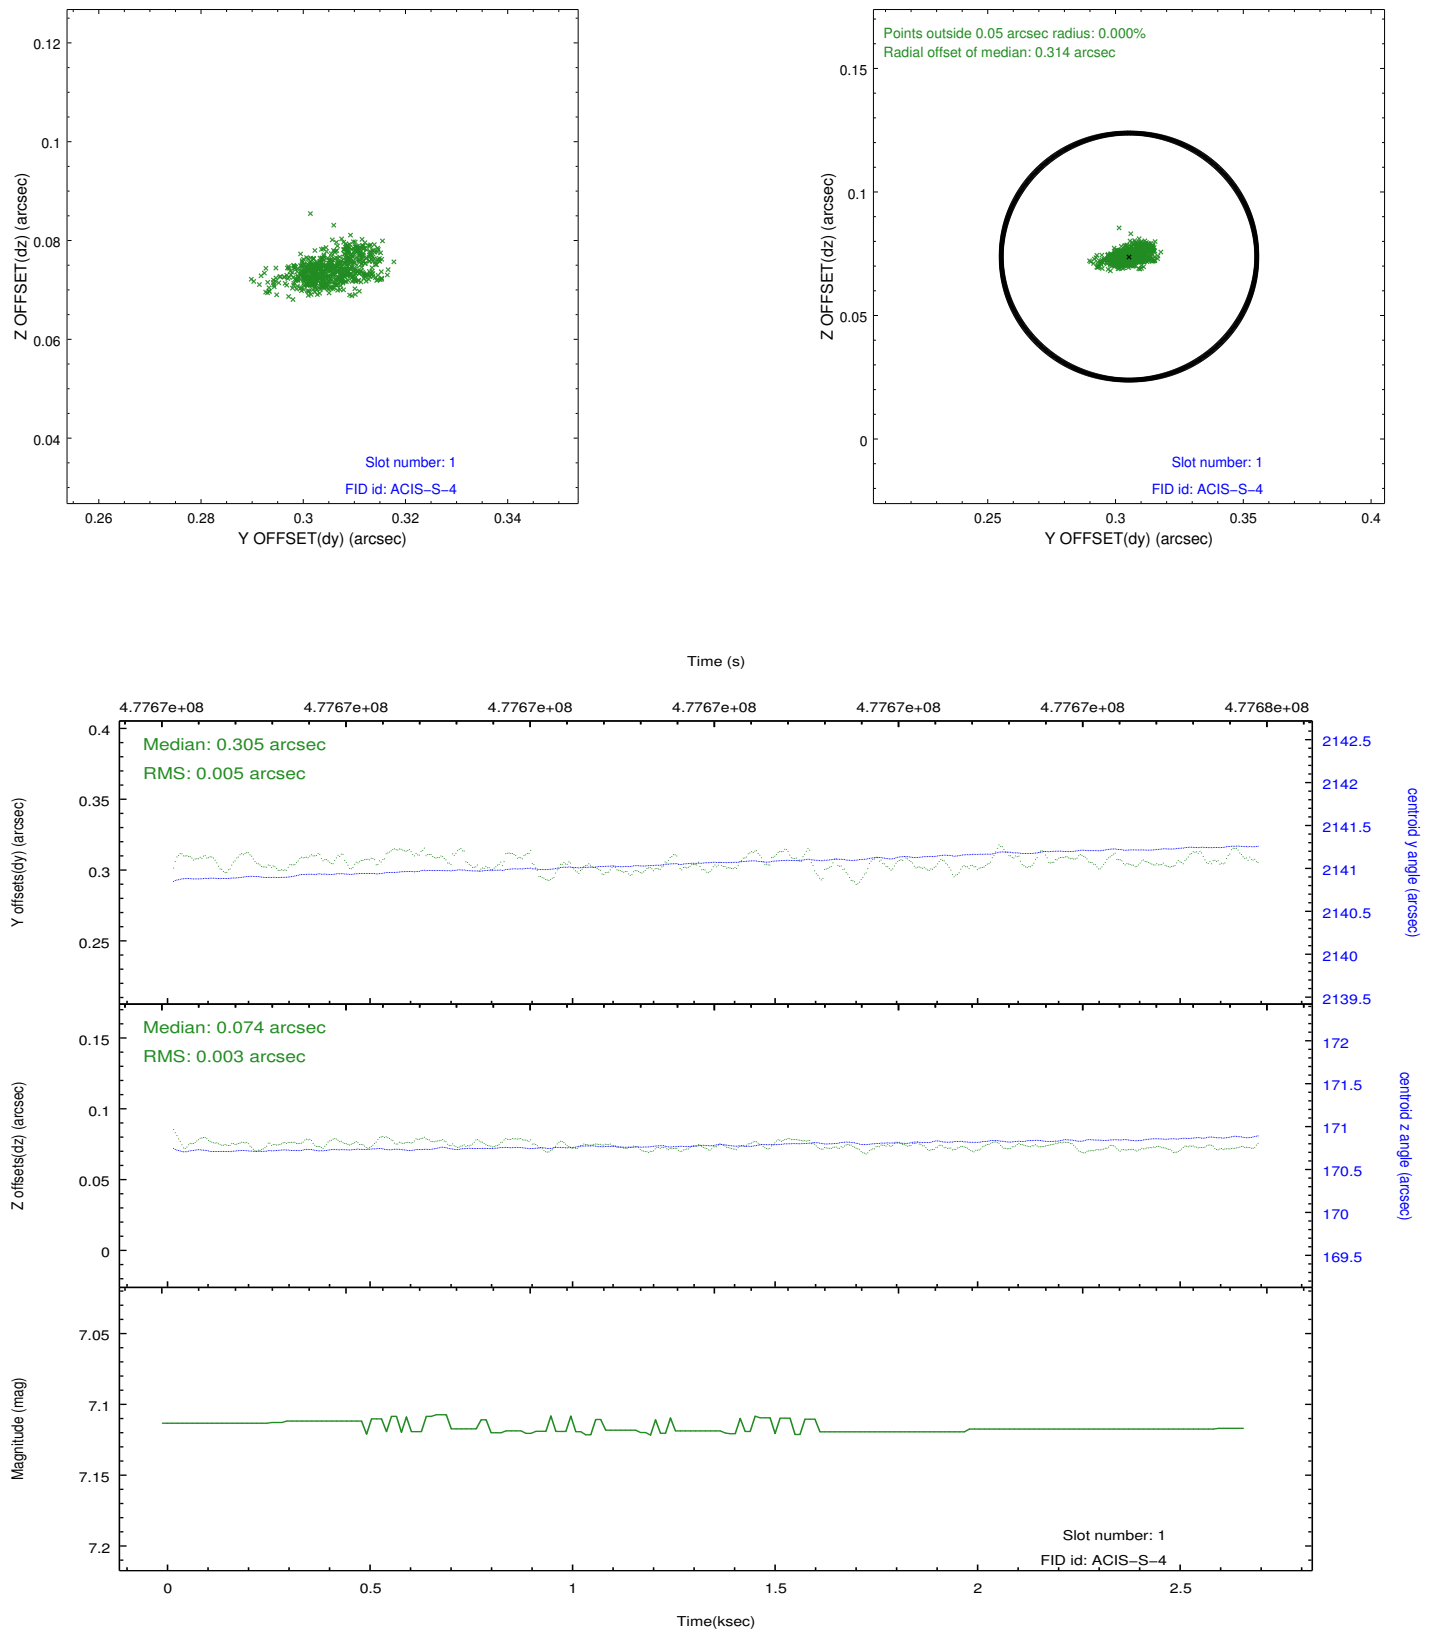 0.12
0.1
0.08
0.06
0.04
Z OFFSET(dz) (arcsec)
Slot number: 1
FID id: ACIS−S−4
0.26 0.28 0.3 0.32 0.34
Y OFFSET(dy) (arcsec)
Points outside 0.05 arcsec radius: 0.000%
Radial offset of median: 0.314 arcsec
0.15
0.1
0.05
0
Z OFFSET(dz) (arcsec)
Slot number: 1
FID id: ACIS−S−4
0.25 0.3 0.35 0.4
Y OFFSET(dy) (arcsec)
Time (s)
4.7767e+08 4.7767e+08 4.7767e+08 4.7767e+08 4.7767e+08 4.7767e+08 4.7768e+08
Median: 0.305 arcsec
RMS: 0.005 arcsec
0.4
0.35
0.3
0.25
Y offsets(dy) (arcsec)
2142.5
2142
2141.5
2141
2140.5
2140
2139.5
centroid y angle (arcsec)
Median: 0.074 arcsec
RMS: 0.003 arcsec
0.15
0.1
0.05
0
Z offsets(dz) (arcsec)
172
171.5
171
170.5
170
169.5
centroid z angle (arcsec)
7.05
7.1
7.15
7.2
Magnitude (mag)
Slot number: 1
FID id: ACIS−S−4
0 0.5 1 1.5 2 2.5
Time(ksec)